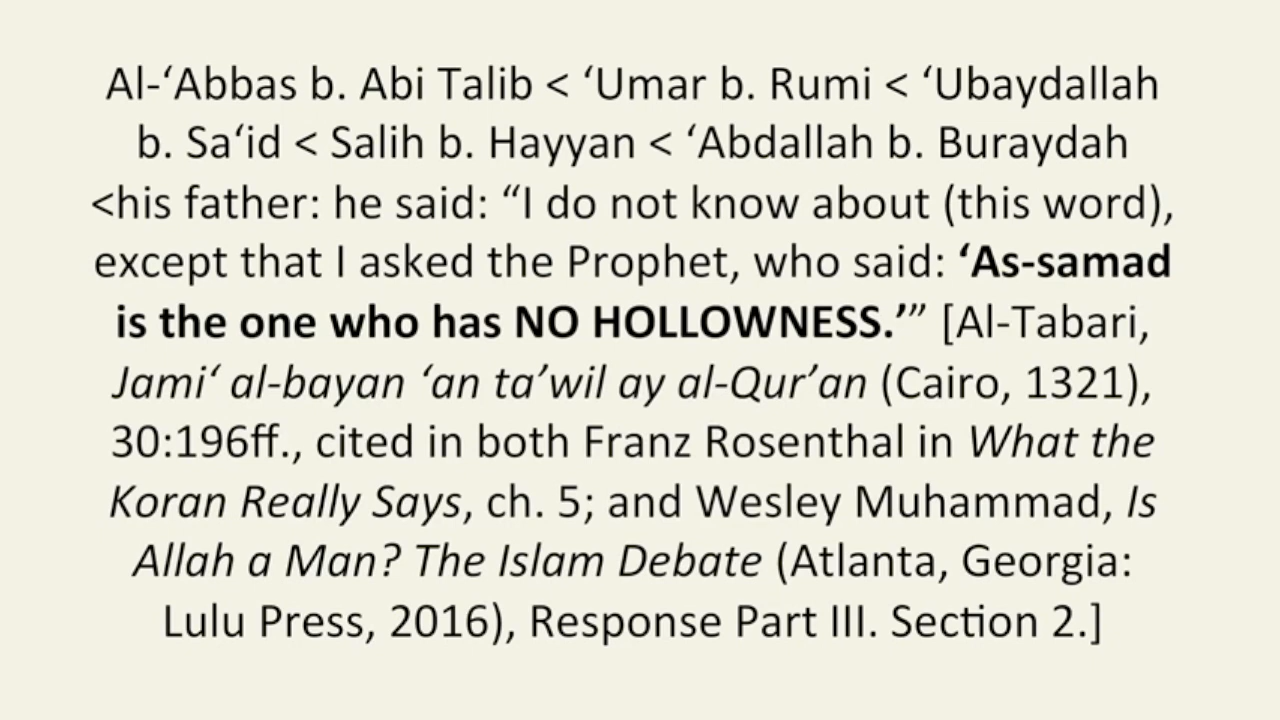 Al-‘Abbas b. Abi Talib < ‘Umar b. Rumi < ‘Ubaydallah
b. Sa‘id < Salih b. Hayyan < ‘Abdallah b. Buraydah
<his father: he said: “I do not know about (this word),
except that I asked the Prophet, who said: ‘As-samad
is the one who has NO HOLLOWNESS.’” [Al-Tabari,
Jami‘ al-bayan ‘an ta’wil ay al-Qur’an (Cairo, 1321),
30:196ff., cited in both Franz Rosenthal in What the
Koran Really Says, ch. 5; and Wesley Muhammad, Is
Allah a Man? The Islam Debate (Atlanta, Georgia:
Lulu Press, 2016), Response Part III. Section 2.]